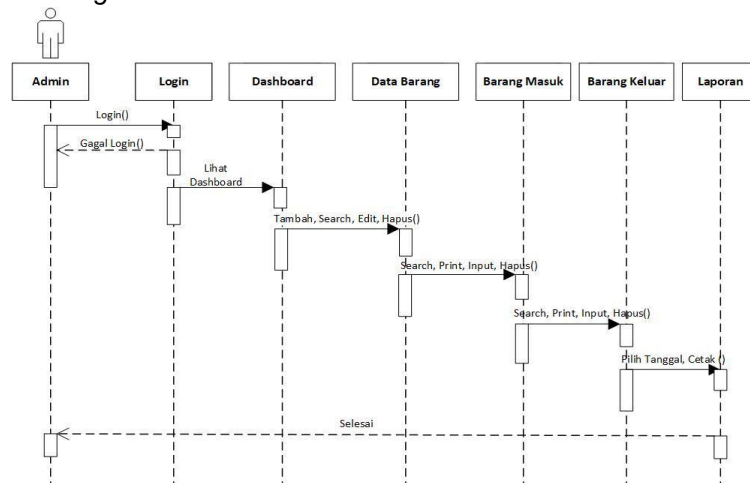 Admin
Login
Dashboard
Data Barang
Barang Masuk
Barang Keluar
Laporan
Login()
Gagal Login()
Lihat
Dashboard
Tambah, Search, Edit, Hapus()
Search, Print, Input, Hapus()
Search, Print, Input, Hapus()
Pilih Tanggal, Cetak ()
Selesai